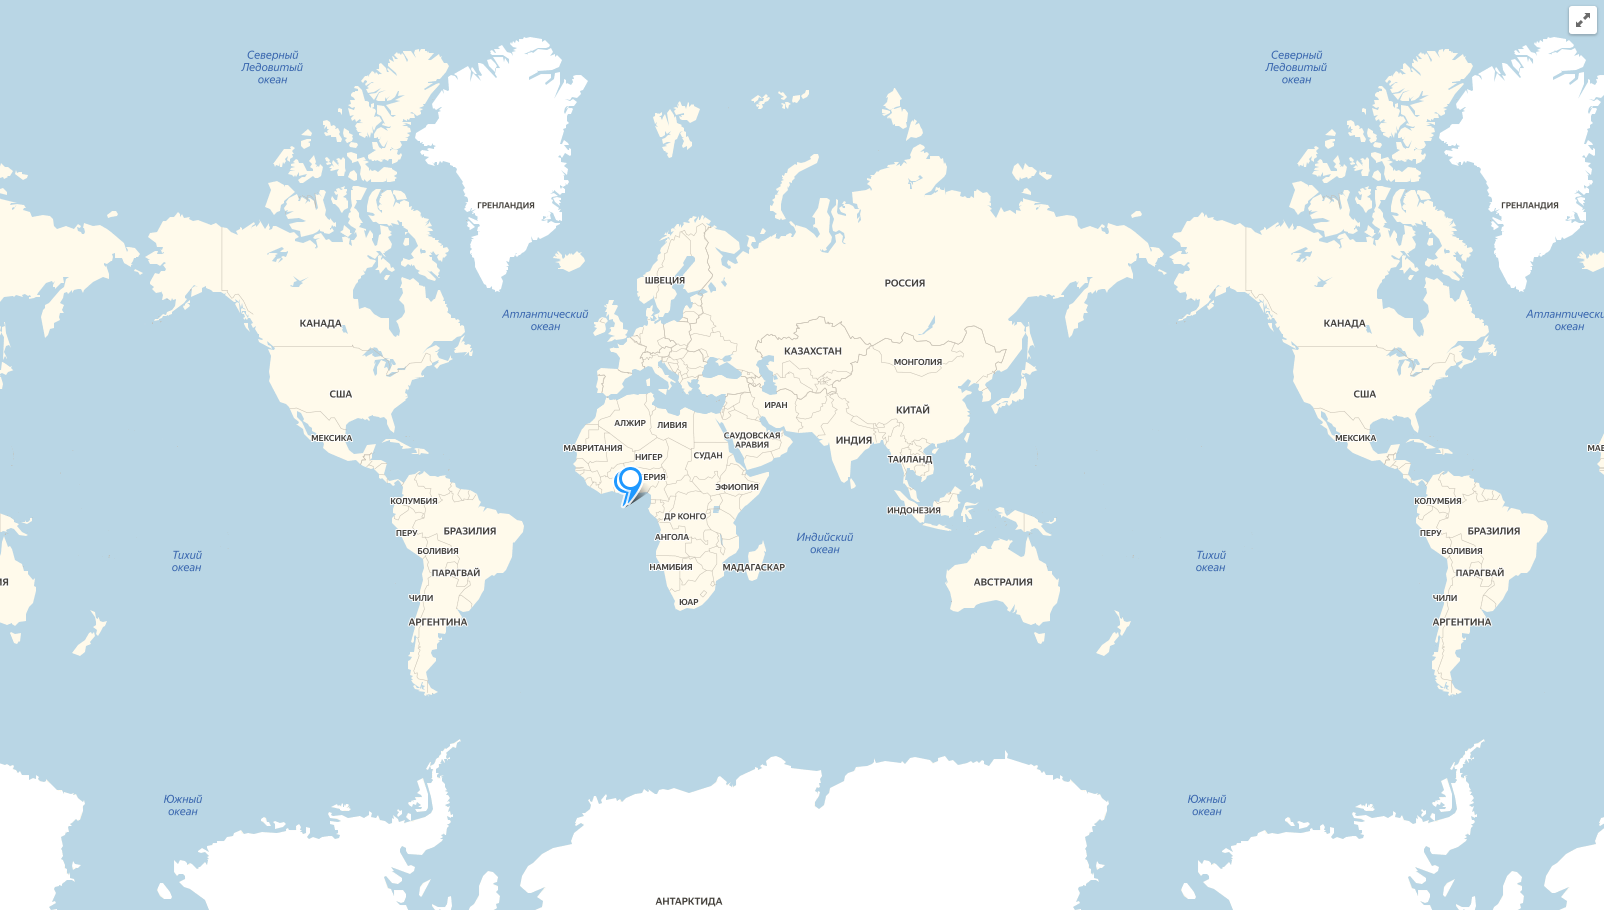 Северный
Ледовитый
океан
Северный
Ледовитый
океан
ГРЕНЛАНДИЯ
ГРЕНЛАНДИЯ
ШВЕЦИЯ
РОССИЯ
Атлантический
океан
Атлантически
океан
КАНАДА
КАНАДА
КАЗАХСТАН
МОНГОЛИЯ
США
ИРАН
КИТАЙ
США
АЛЖИР
ЛИВИЯ
МЕКСИКА
САУДОВСКАЯ
АРАВИЯ
ИНДИЯ
МЕКСИКА
МАВРИТАНИЯ
НИГЕР
СУДАН
ТАИЛАНД
МАВ
ЕРИЯ
ЭФИОПИЯ
КОЛУМБИЯ
ИНДОНЕЗИЯ
КОЛУМБИЯ
ДР КОНГО
ПЕРУ
БРАЗИЛИЯ
АНГОЛА
Индийский
океан
ПЕРУ
БРАЗИЛИЯ
Тихий
океан
БОЛИВИЯ
Тихий
океан
БОЛИВИЯ
НАМИБИЯ
МАДАГАСКАР
ПАРАГВАЙ
ПАРАГВАЙ
Я
АВСТРАЛИЯ
ЧИЛИ
ЮАР
ЧИЛИ
АРГЕНТИНА
АРГЕНТИНА
Южный
океан
Южный
океан
АНТАРКТИДА